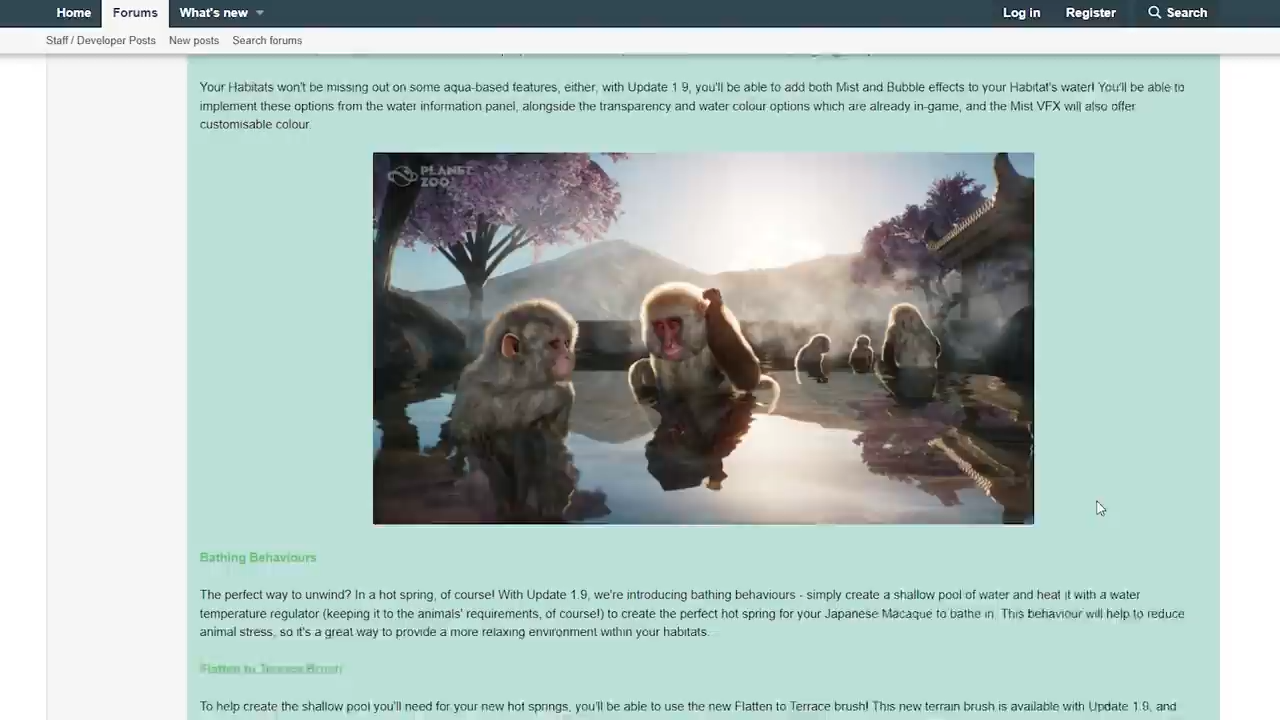 Home Forums What's new Log in Register Search
Staff / Developer Posts New posts Search forums
Your Habitats won't be missing out on some aqua-based features, either, with Update 1.9, you'll be able to add both Mist and Bubble effects to your Habitat's water! You'll be able to
implement these options from the water information panel, alongside the transparency and water colour options which are already in-game, and the Mist VFX will also offer
customisable colour.
PLANET
ZOO
Bathing Behaviours
The perfect way to unwind? In a hot spring, of course! With Update 1.9, we're introducing bathing behaviours - simply create a shallow pool of water and heat it with a water
temperature regulator (keeping it to the animals' requirements, of course!) to create the perfect hot spring for your Japanese Macaque to bathe in. This behaviour will help to reduce
animal stress, so it's a great way to provide a more relaxing environment within your habitats.
Flatten to Terrace Brush
To help create the shallow pool you'll need for your new hot springs, you'll be able to use the new Flatten to Terrace brush! This new terrain brush is available with Update 1.9, and